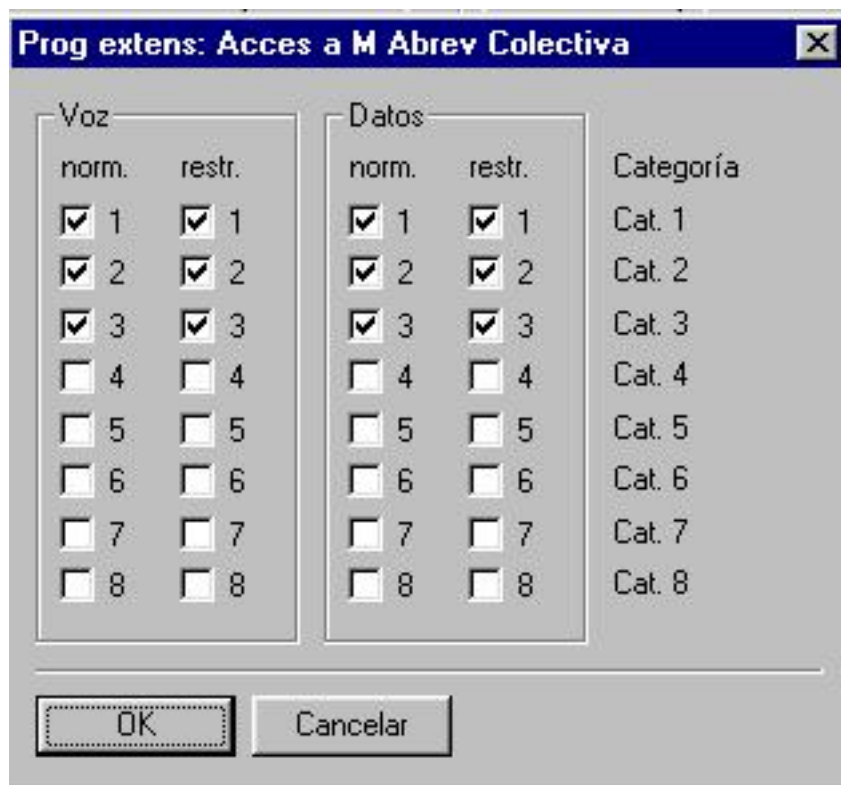 Prog extens: Acces a M Abrev Colectiva
Voz Datos
norm. restr. norm. restr. Categoría
1 1 1 1 Cat. 1
2 2 2 2 Cat. 2
3 3 3 3 Cat. 3
4 4 4 4 Cat. 4
5 5 5 5 Cat. 5
6 6 6 6 Cat. 6
7 7 7 7 Cat. 7
8 8 8 8 Cat. 8
OK Cancelar